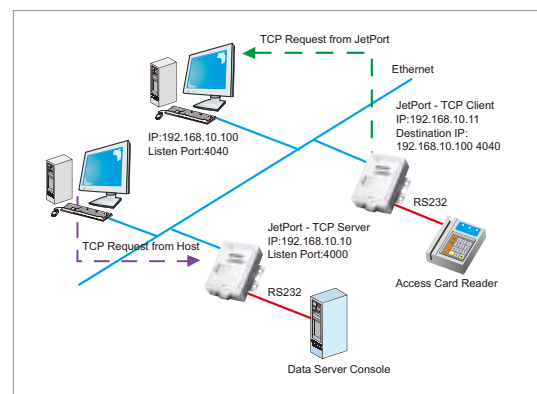 TCP Request from JetPort
Ethernet
JetPort - TCP Client
IP:192.168.10.11
Destination IP:
192.168.10.100 4040
IP:192.168.10.100
Listen Port:4040
RS232
JetPort - TCP Server
IP:192.168.10.10
Listen Port:4000
TCP Request from Host
Access Card Reader
RS232
Data Server Console